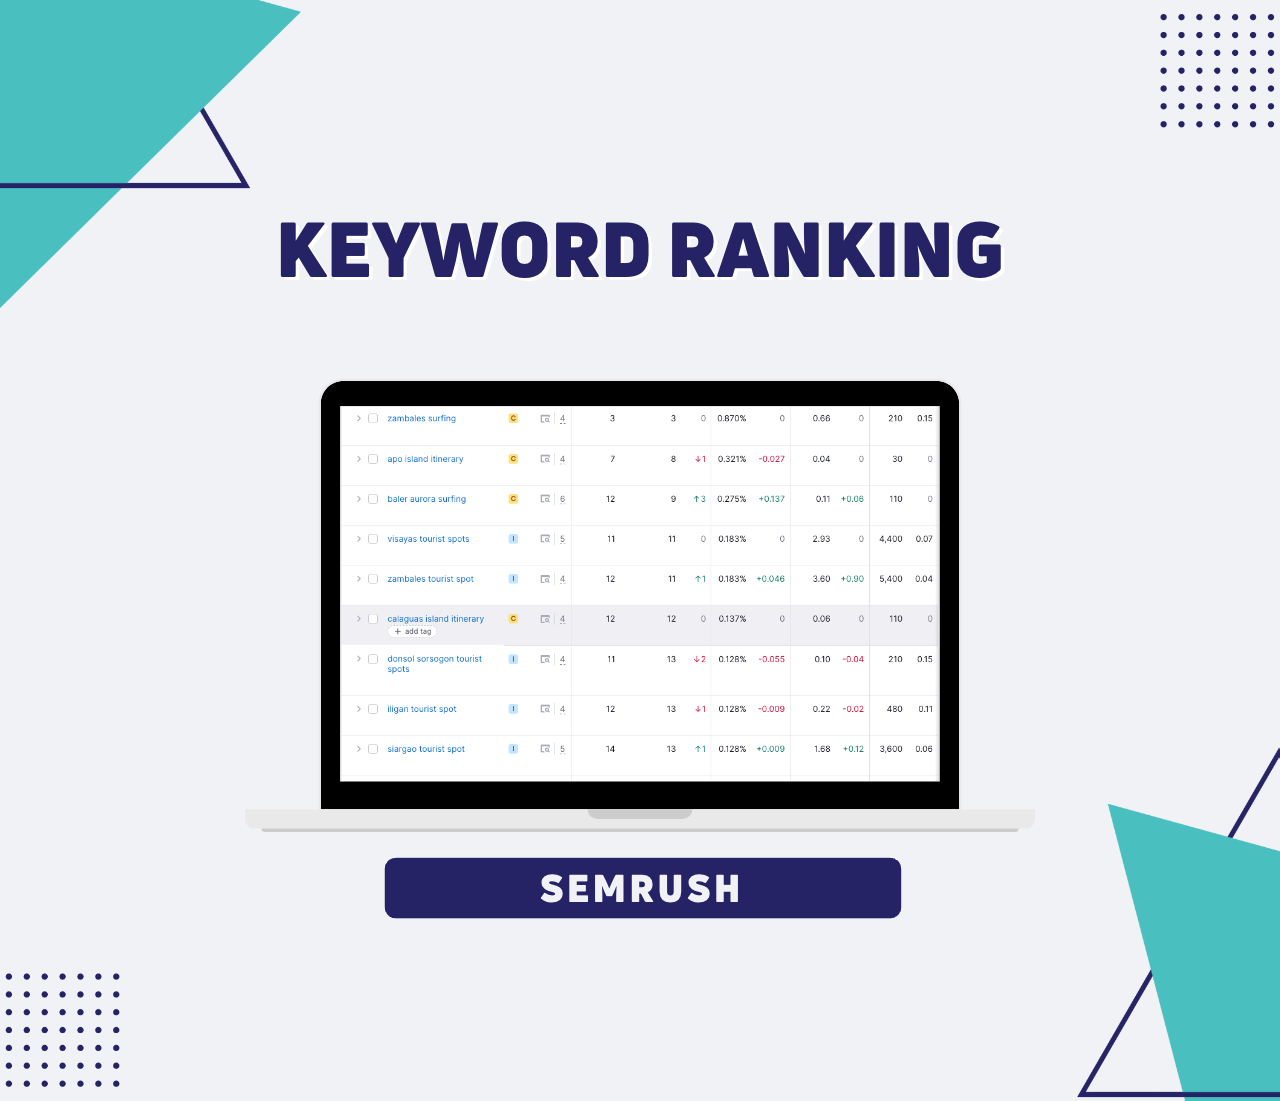 KEYWORD RANKING
zambales surfing C 4 3 3 0 0.870% 0 0.66 0 210 0.15
apo island itinerary C 4 7 8 ↓1 0.321% -0.027 0.04 0 30 0
baler aurora surfing C 6 12 9 ↑3 0.275% +0.137 0.11 +0.06 110 0
visayas tourist spots I 5 11 11 0 0.183% 0 2.93 0 4,400 0.07
zambales tourist spot I 4 12 11 ↑1 0.183% +0.046 3.60 +0.90 5,400 0.04
calaguas island itinerary C 4 12 12 0 0.137% 0 0.06 0 110 0
+ add tag
donsol sorsogon tourist I 4 11 13 ↓2 0.128% -0.055 0.10 -0.04 210 0.15
spots
iligan tourist spot I 4 12 13 ↓1 0.128% -0.009 0.22 -0.02 480 0.11
siargao tourist spot I 5 14 13 ↑1 0.128% +0.009 1.68 +0.12 3,600 0.06
SEMRUSH